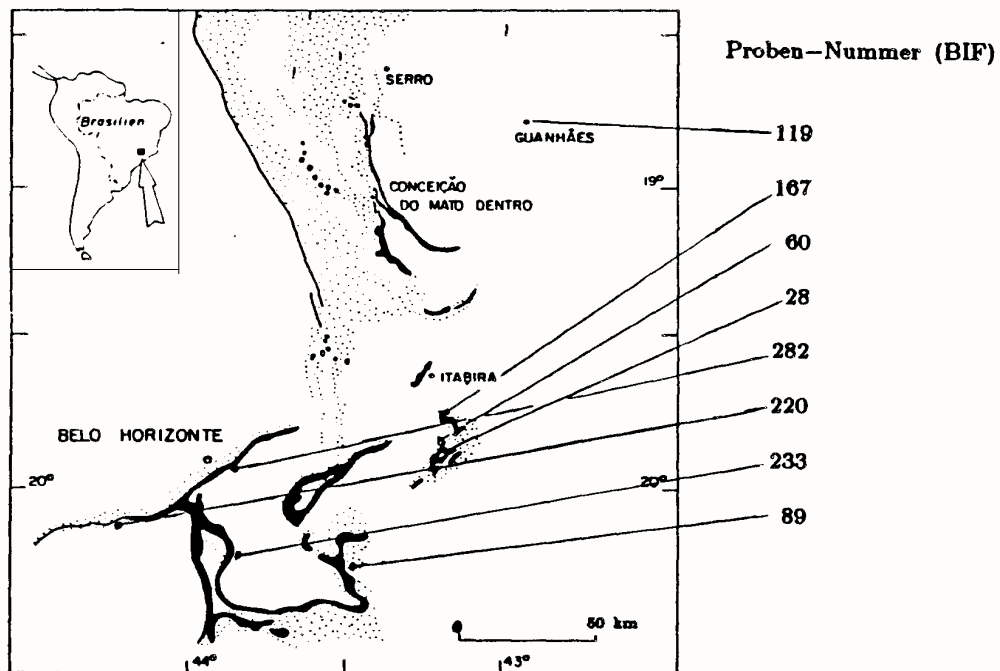 Proben-Nummer (BIF)
SERRO
Brasilien
GUANHÃES
119
19°
167
CONCEIÇÃO
DO MATO DENTRO
60
28
282
ITABIRA
220
BELO HORIZONTE
233
20°
20°
89
50 km
44°
43°